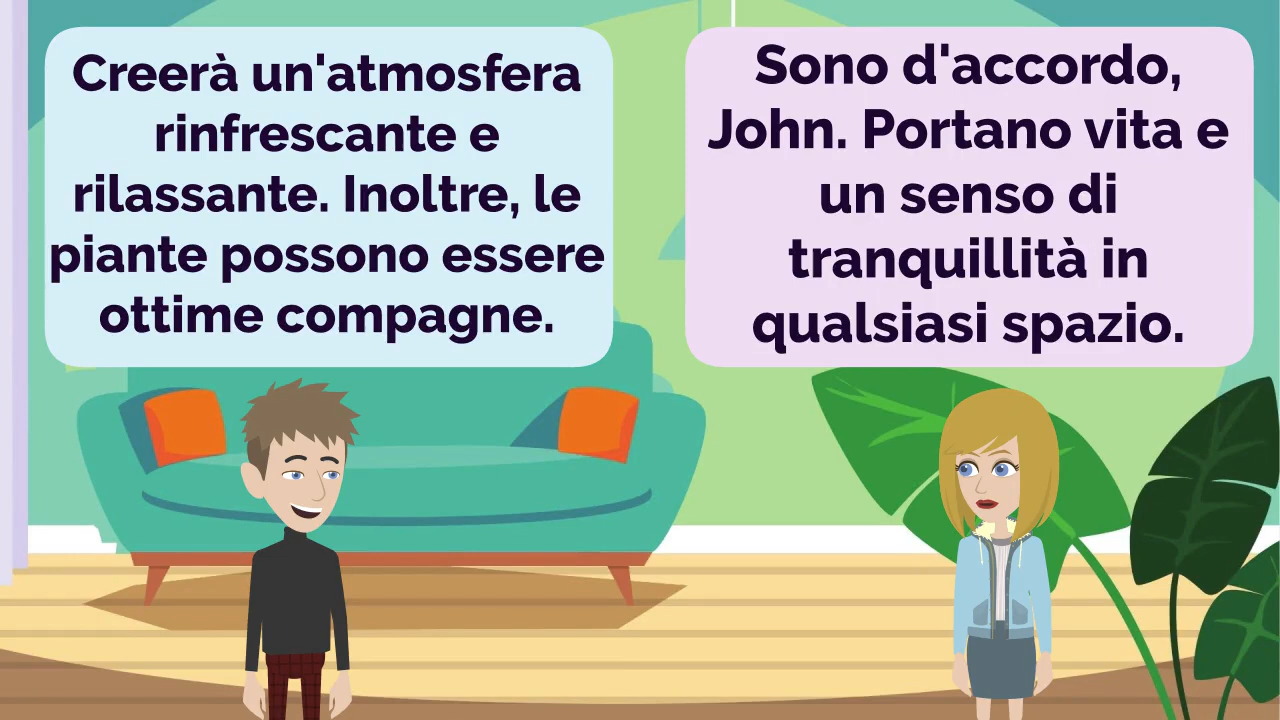 Creerà un'atmosfera
rinfrescante e
rilassante. Inoltre, le
piante possono essere
ottime compagne.
Sono d'accordo,
John. Portano vita e
un senso di
tranquillità in
qualsiasi spazio.